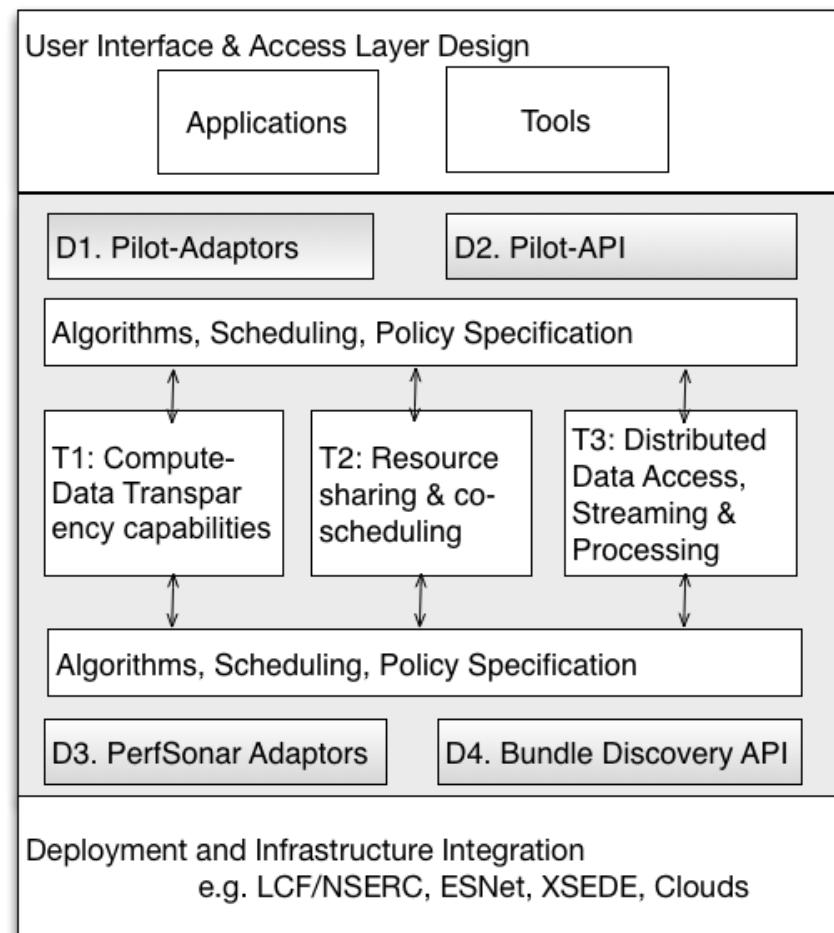 User Interface & Access Layer Design
Applications
Tools
D1. Pilot-Adaptors
D2. Pilot-API
Algorithms, Scheduling, Policy Specification
T1: Compute-
Data Transpar
ency capabilities
T2: Resource
sharing & co-
scheduling
T3: Distributed
Data Access,
Streaming &
Processing
Algorithms, Scheduling, Policy Specification
D3. PerfSonar Adaptors
D4. Bundle Discovery API
Deployment and Infrastructure Integration
e.g. LCF/NSERC, ESNet, XSEDE, Clouds